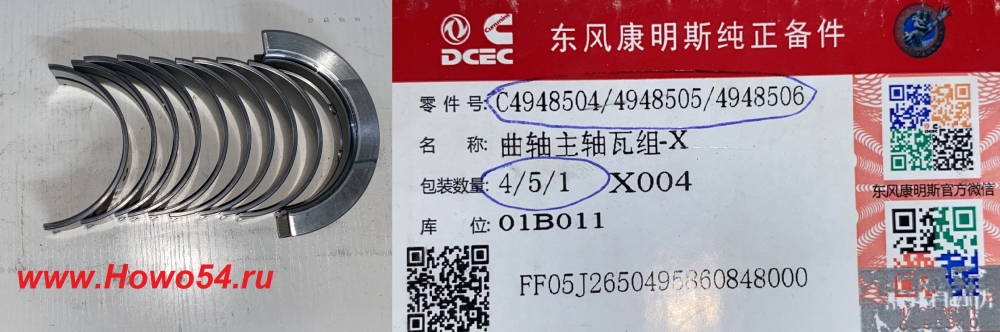 www.Howo54.ru
DCEC
Cummins
东风康明斯纯正备件
零件号: C4948504/4948505/4948506
名 称: 曲轴主轴瓦组-X
包装数量: 4/5/1 X004
库 位: 01B011
FF05J2650495860848000
东风康明斯官方微信